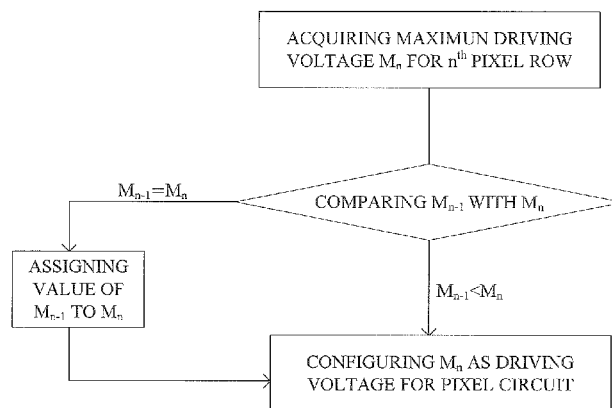 ACQUIRING MAXIMUN DRIVING
VOLTAGE Mn FOR nth PIXEL ROW
Mn-1=Mn
COMPARING Mn-1 WITH Mn
ASSIGNING
VALUE OF
Mn-1 TO Mn
Mn-1<Mn
CONFIGURING Mn AS DRIVING
VOLTAGE FOR PIXEL CIRCUIT